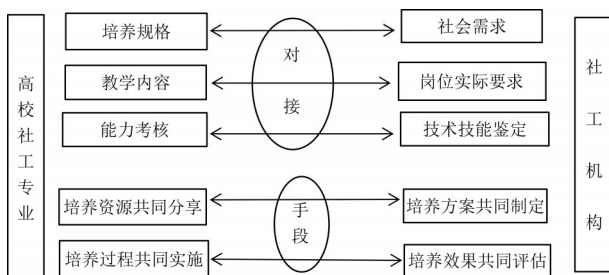 高校社工专业
培养规格
社会需求
教学内容
岗位实际要求
能力考核
技术技能鉴定
对接
培养资源共同分享
培养方案共同制定
培养过程共同实施
培养效果共同评估
手段
社工机构